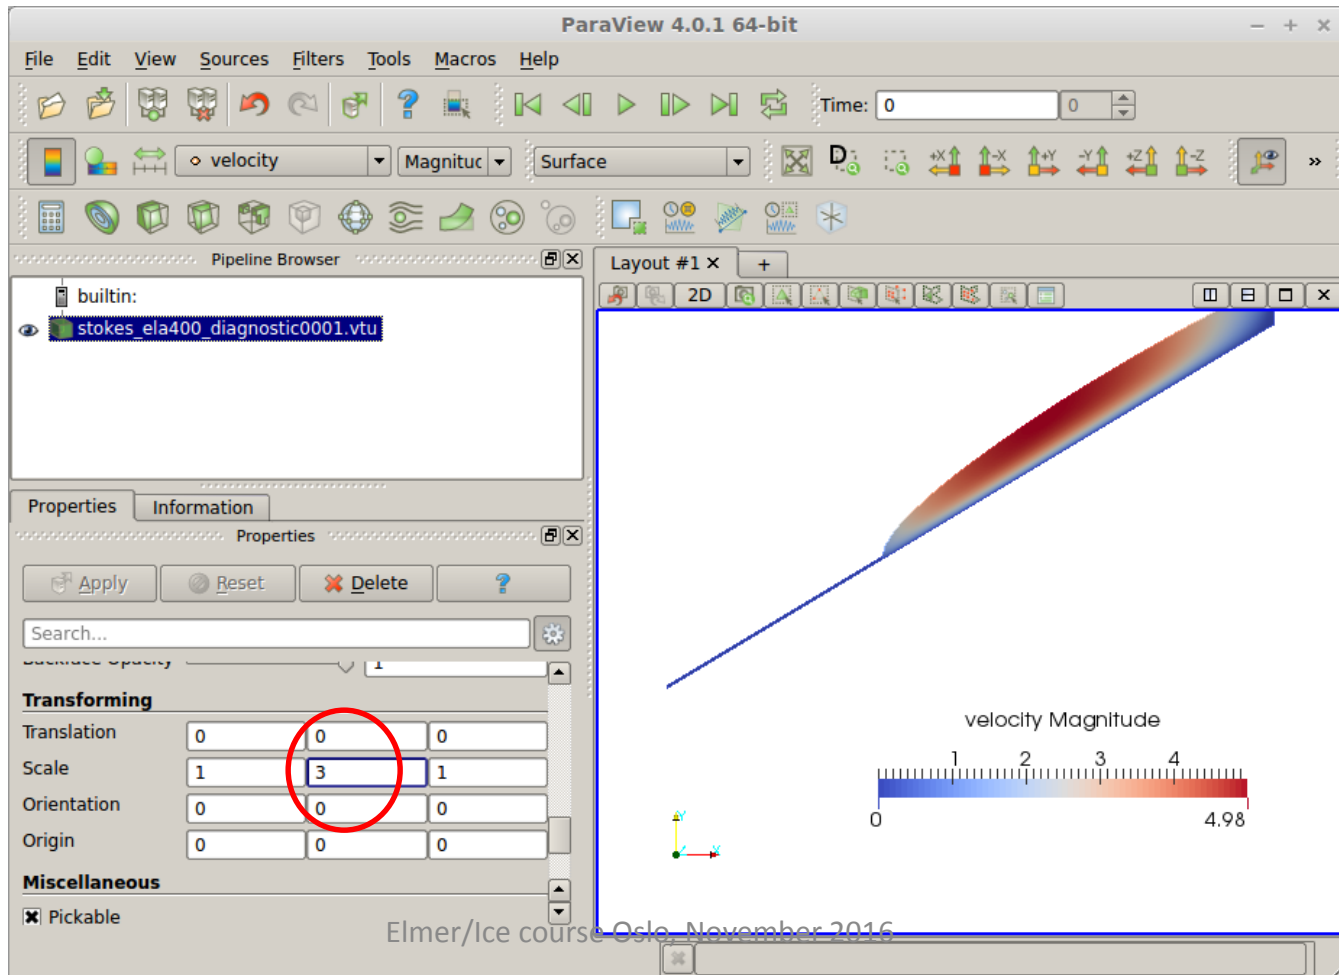 ParaView 4.0.1 64-bit
File Edit View Sources Filters Tools Macros Help
Time: 0 0
velocity Magnituc Surface D +X -X +Y -Y +Z -Z »
Pipeline Browser
Layout #1 +
2D
builtin:
stokes_ela400_diagnostic0001.vtu
Properties Information
Properties
Apply Reset Delete ?
Search...
Backface Opacity 1
Transforming
Translation 0 0 0
Scale 1 3 1
Orientation 0 0 0
Origin 0 0 0
Miscellaneous
Pickable
velocity Magnitude
1 2 3 4
0 4.98
Y
Z X
Elmer/Ice course Oslo, November 2016